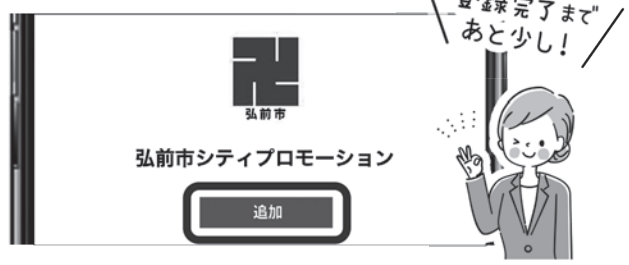 登録完了まで
あと少し!
弘前市
弘前市シティプロモーション
追加